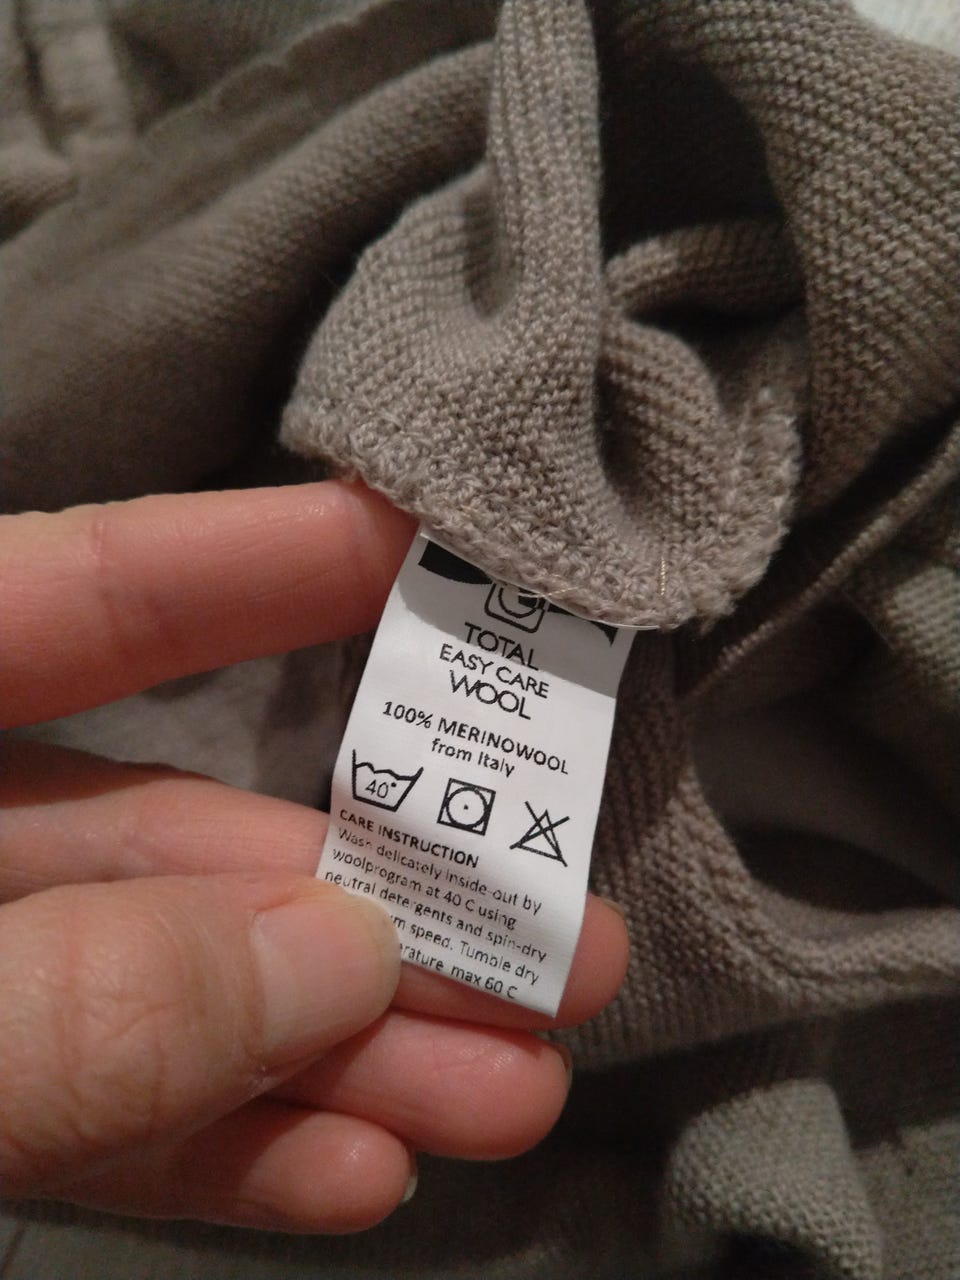 TOTAL
EASY CARE
WOOL
100% MERINOWOOL
from Italy
40°
CARE INSTRUCTION
Wash delicately inside-out by
woolprogram at 40 C using
neutral detergents and spin-dry
speed. Tumble dry
max 60 C